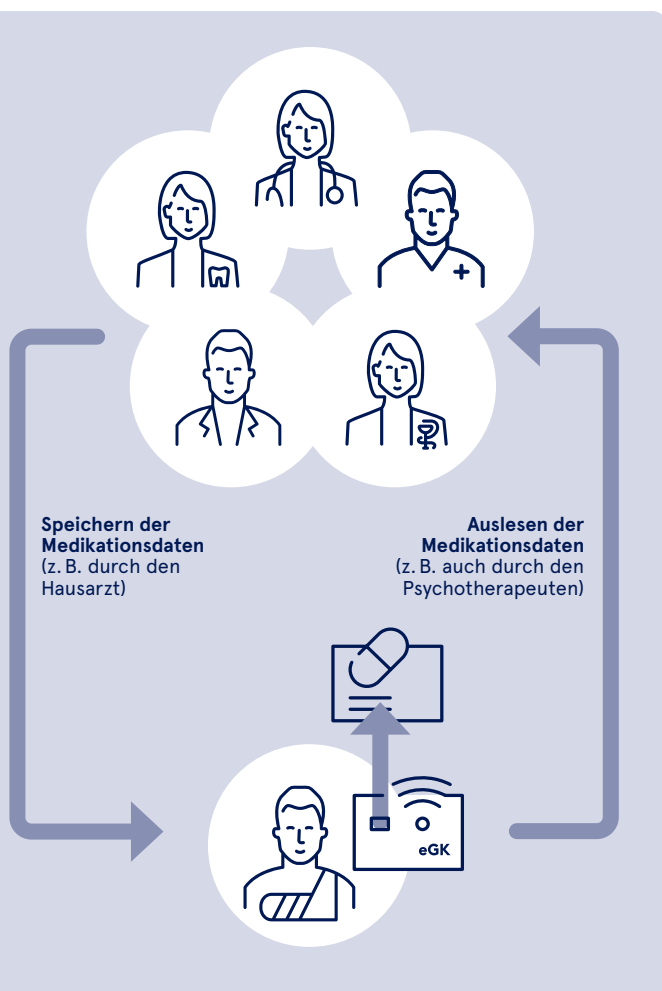 Speichern der
Medikationsdaten
(z. B. durch den
Hausarzt)
Auslesen der
Medikationsdaten
(z. B. auch durch den
Psychotherapeuten)
eGK